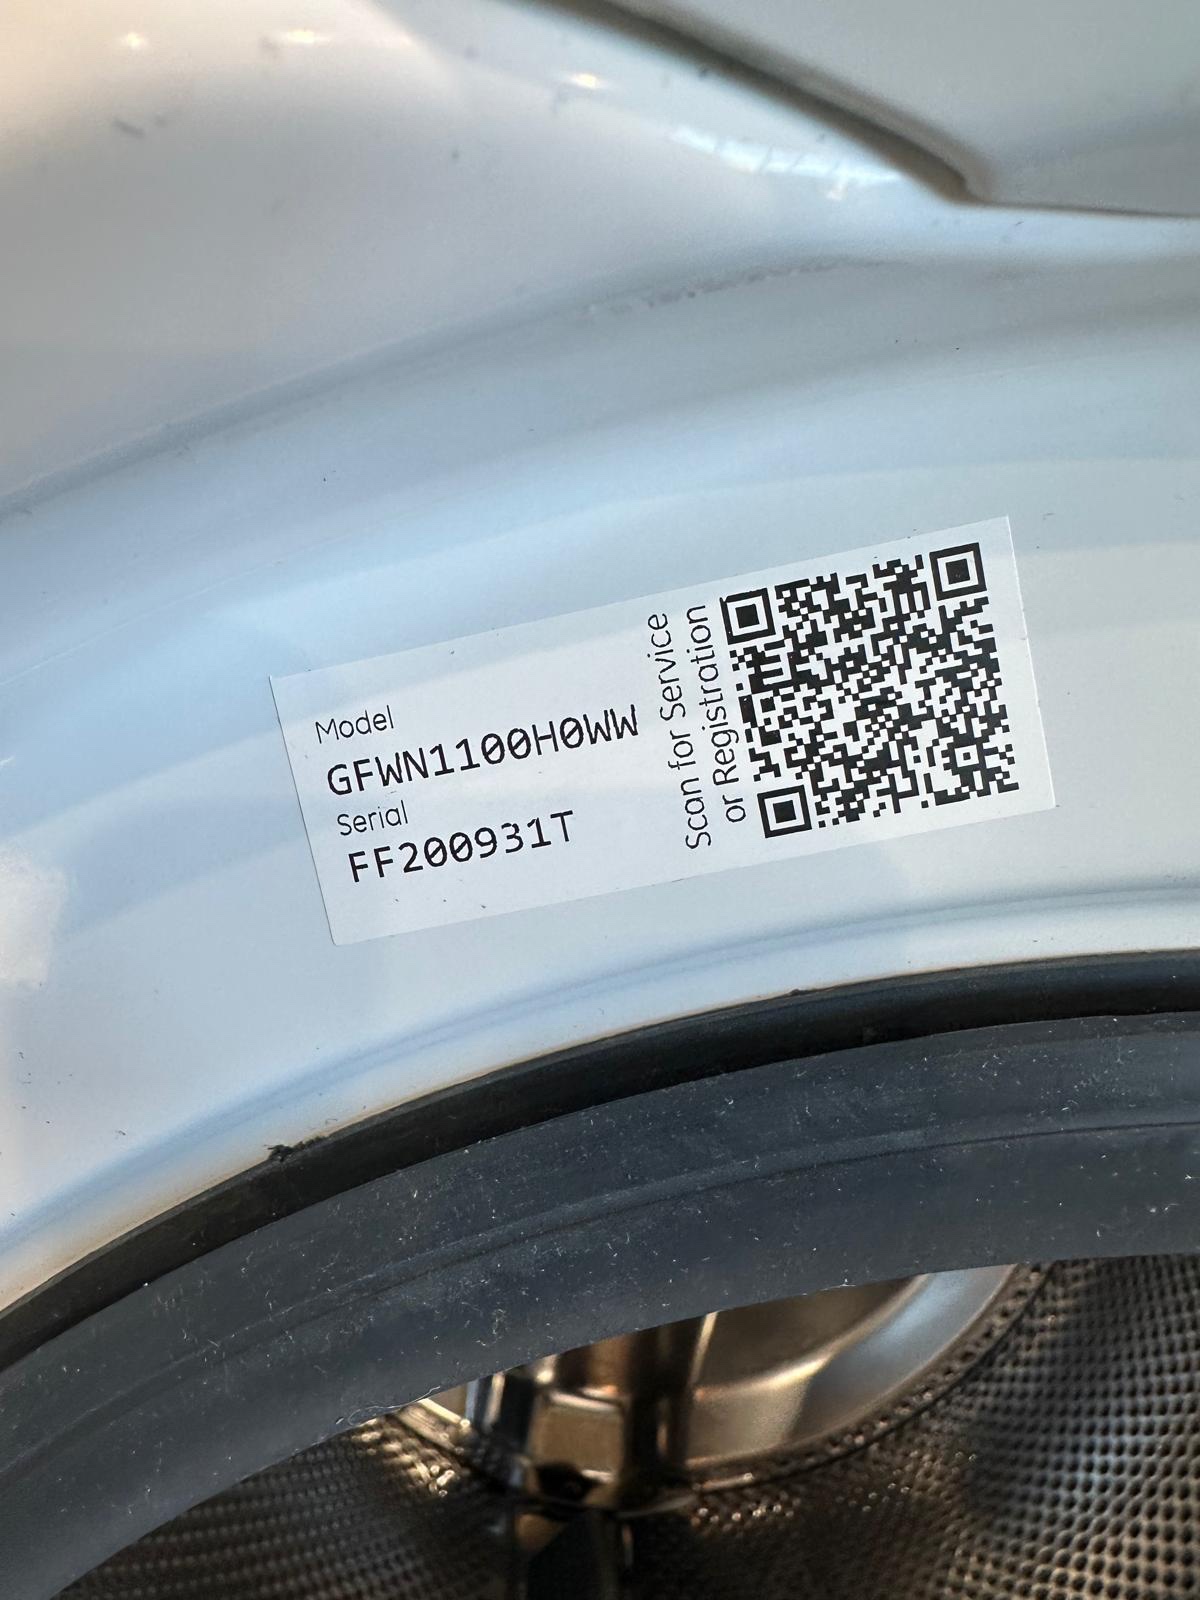 Model
GFWN1100H0WW
Serial
FF200931T
Scan for Service
or Registration